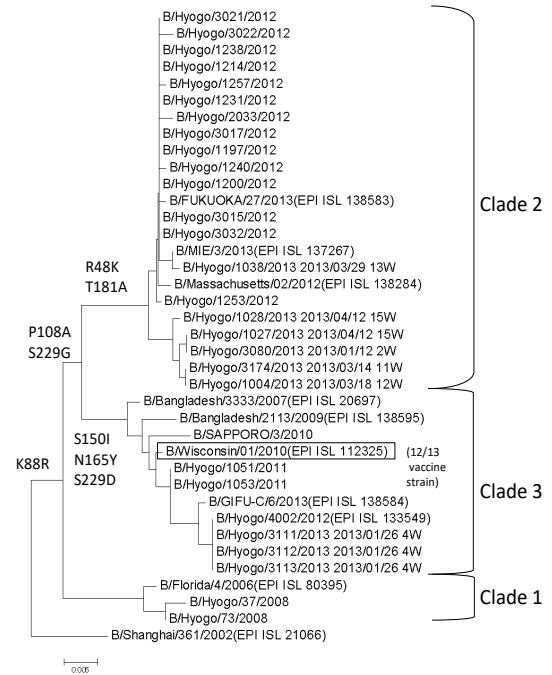 B/Hyogo/3021/2012
B/Hyogo/3022/2012
B/Hyogo/1238/2012
B/Hyogo/1214/2012
B/Hyogo/1257/2012
B/Hyogo/1231/2012
B/Hyogo/2033/2012
B/Hyogo/3017/2012
B/Hyogo/1197/2012
B/Hyogo/1240/2012
B/Hyogo/1200/2012
B/FUKUOKA/27/2013(EPI ISL 138583)
B/Hyogo/3015/2012
B/Hyogo/3032/2012
B/MIE/3/2013(EPI ISL 137267)
B/Hyogo/1038/2013 2013/03/29 13W
B/Massachusetts/02/2012(EPI ISL 138284)
B/Hyogo/1253/2012
B/Hyogo/1028/2013 2013/04/12 15W
B/Hyogo/1027/2013 2013/04/12 15W
B/Hyogo/3080/2013 2013/01/12 2W
B/Hyogo/3174/2013 2013/03/14 11W
B/Hyogo/1004/2013 2013/03/18 12W
Clade 2
R48K
T181A
P108A
S229G
B/Bangladesh/3333/2007(EPI ISL 20697)
B/Bangladesh/2113/2009(EPI ISL 138595)
B/SAPPORO/3/2010
B/Wisconsin/01/2010(EPI ISL 112325)
(12/13
vaccine
strain)
B/Hyogo/1051/2011
B/Hyogo/1053/2011
B/GIFU-C/6/2013(EPI ISL 138584)
B/Hyogo/4002/2012(EPI ISL 133549)
B/Hyogo/3111/2013 2013/01/26 4W
B/Hyogo/3112/2013 2013/01/26 4W
B/Hyogo/3113/2013 2013/01/26 4W
Clade 3
S150I
N165Y
S229D
K88R
B/Florida/4/2006(EPI ISL 80395)
B/Hyogo/37/2008
B/Hyogo/73/2008
Clade 1
B/Shanghai/361/2002(EPI ISL 21066)
0.005